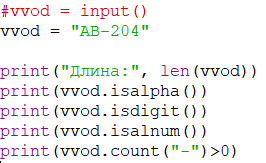 #vvod = input()
vvod = "АВ-204"
print("Длина:", len(vvod))
print(vvod.isalpha())
print(vvod.isdigit())
print(vvod.isalnum())
print(vvod.count("-")>0)